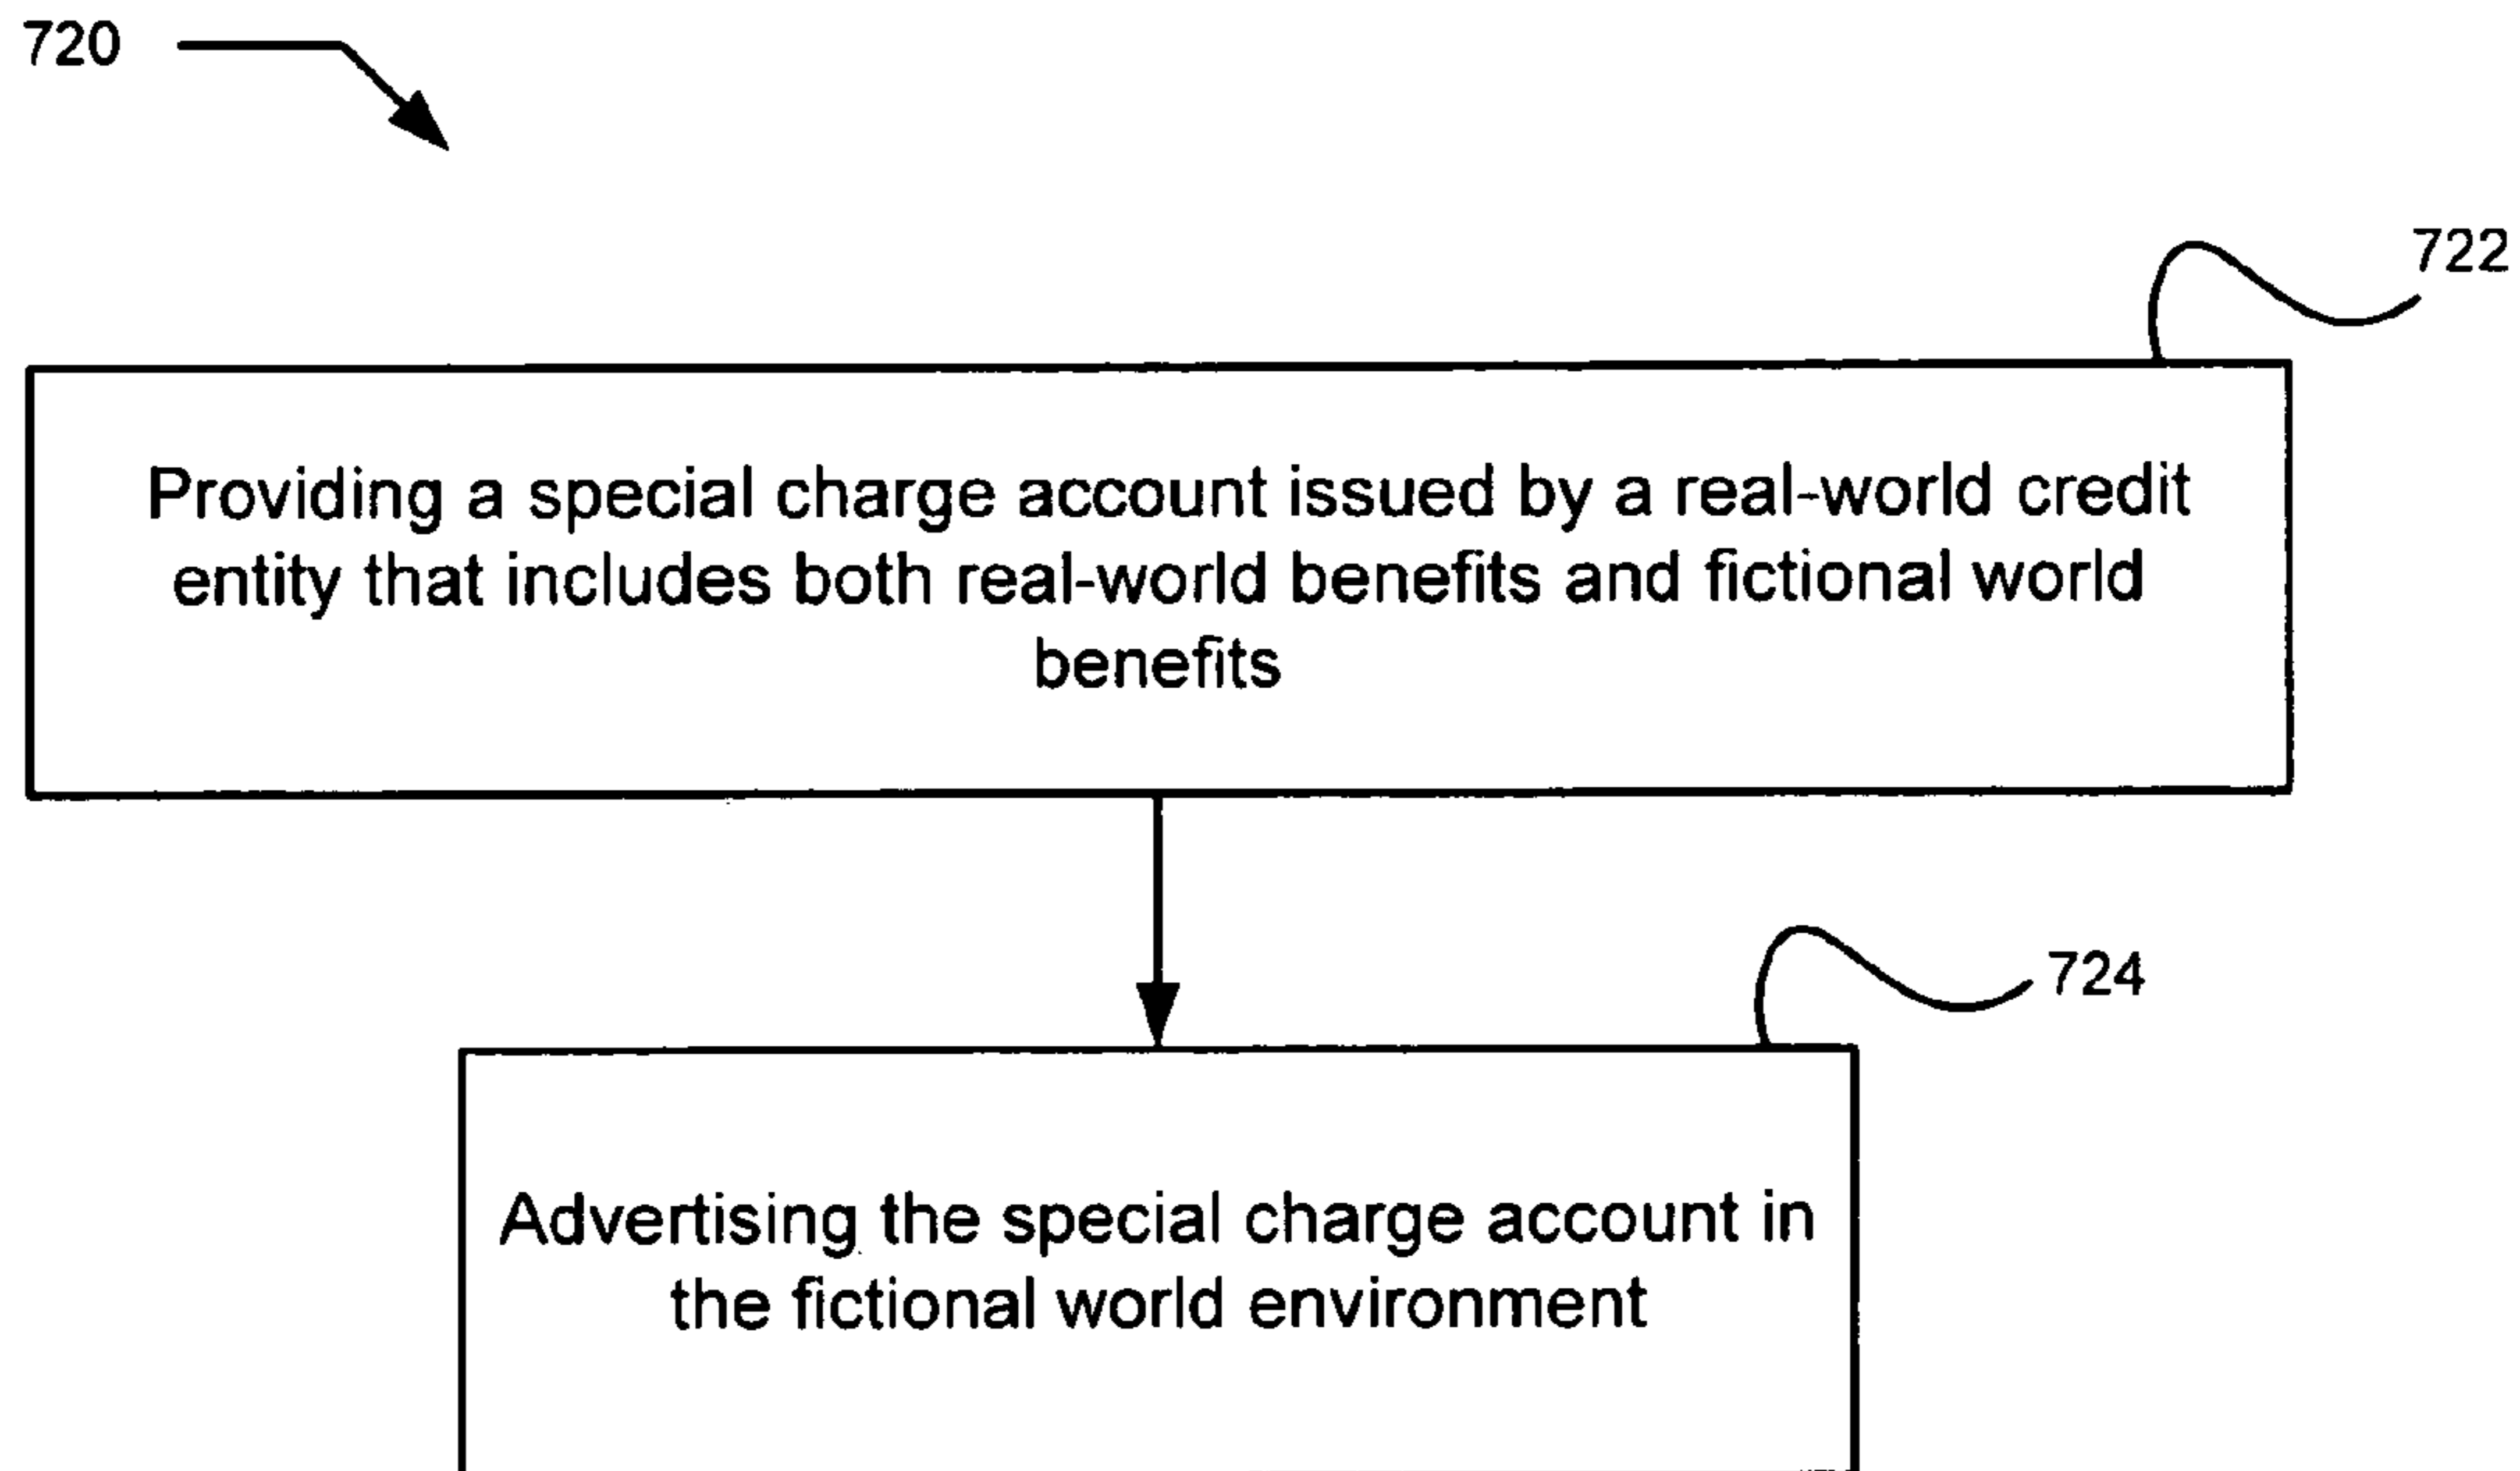 720
722
Providing a special charge account issued by a real-world credit
entity that includes both real-world benefits and fictional world
benefits
724
Advertising the special charge account in
the fictional world environment